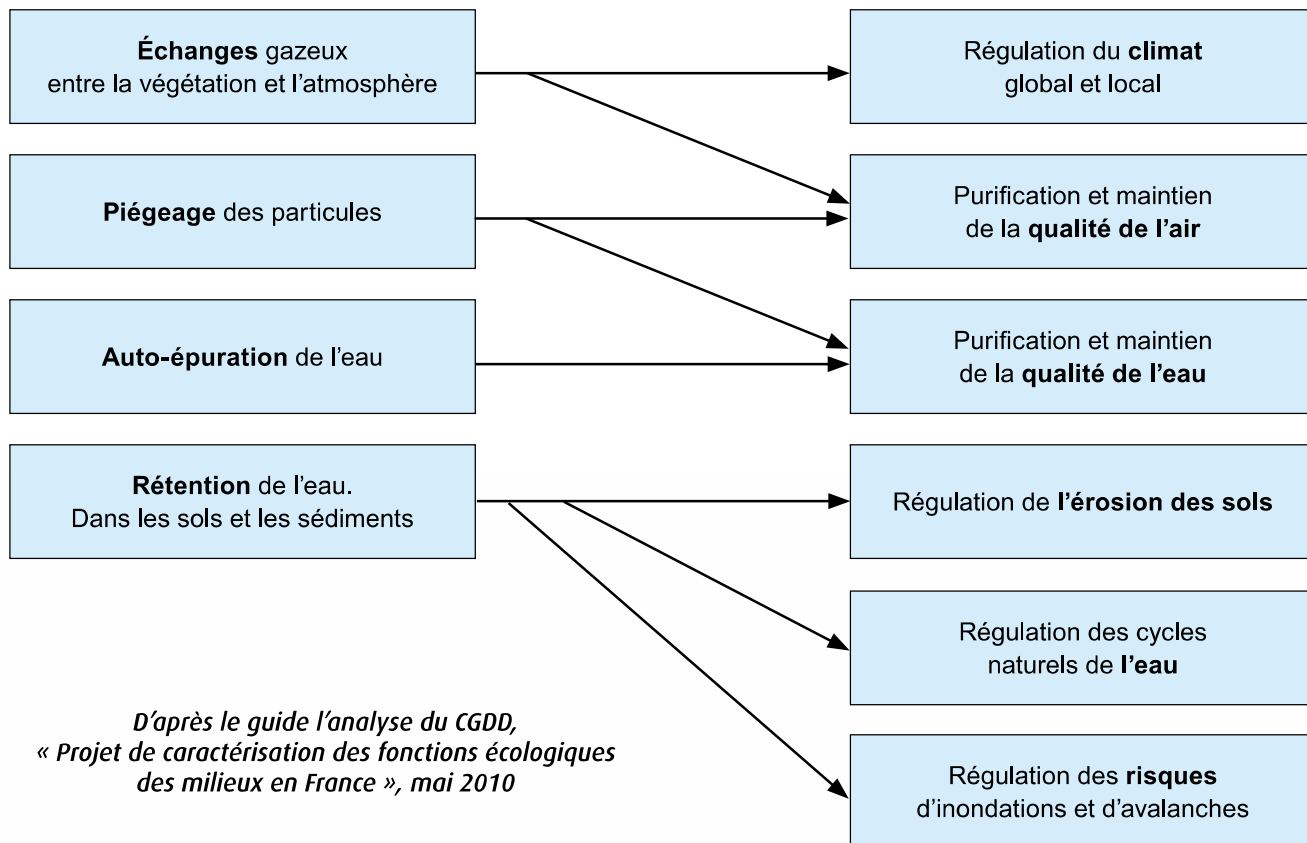 Échanges gazeux
entre la végétation et l’atmosphère
Régulation du climat
global et local
Piégeage des particules
Purification et maintien
de la qualité de l’air
Auto-épuration de l’eau
Purification et maintien
de la qualité de l’eau
Rétention de l’eau.
Dans les sols et les sédiments
Régulation de l’érosion des sols
Régulation des cycles
naturels de l’eau
Régulation des risques
d’inondations et d’avalanches
D’après le guide l’analyse du CGDD,
« Projet de caractérisation des fonctions écologiques
des milieux en France », mai 2010